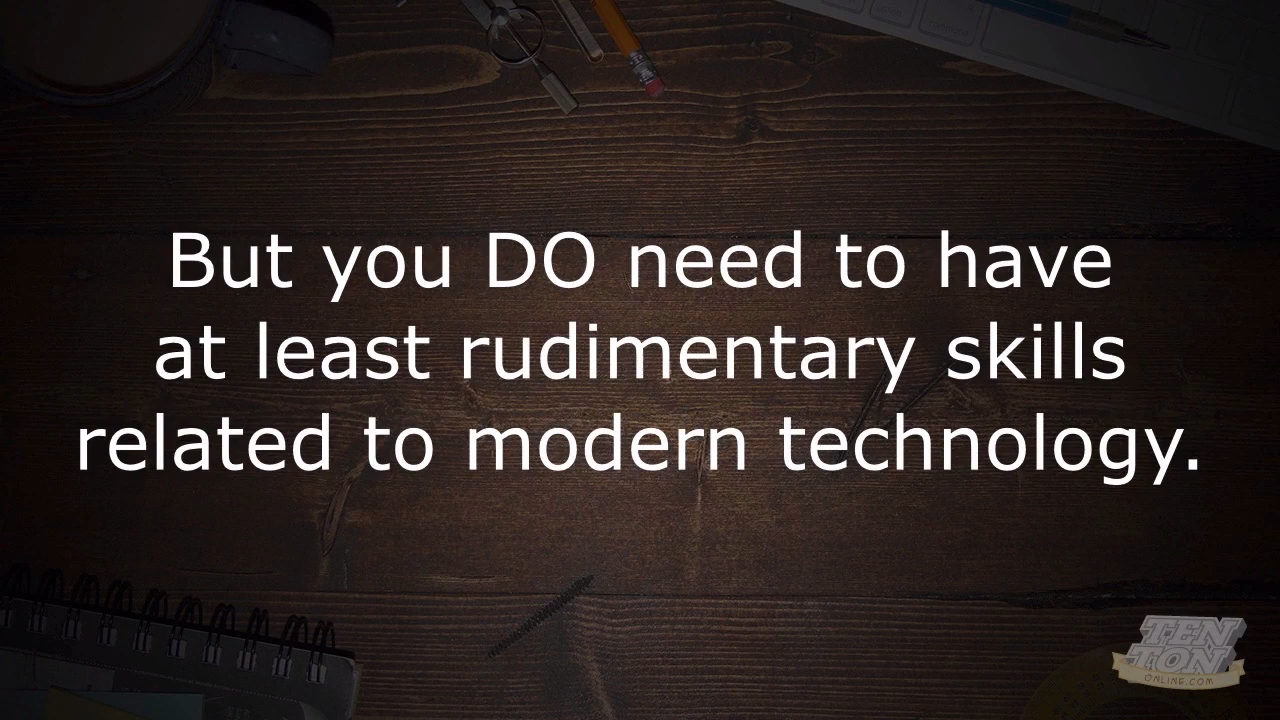 But you DO need to have
at least rudimentary skills
related to modern technology.
TEN
TON
ONLINE.COM